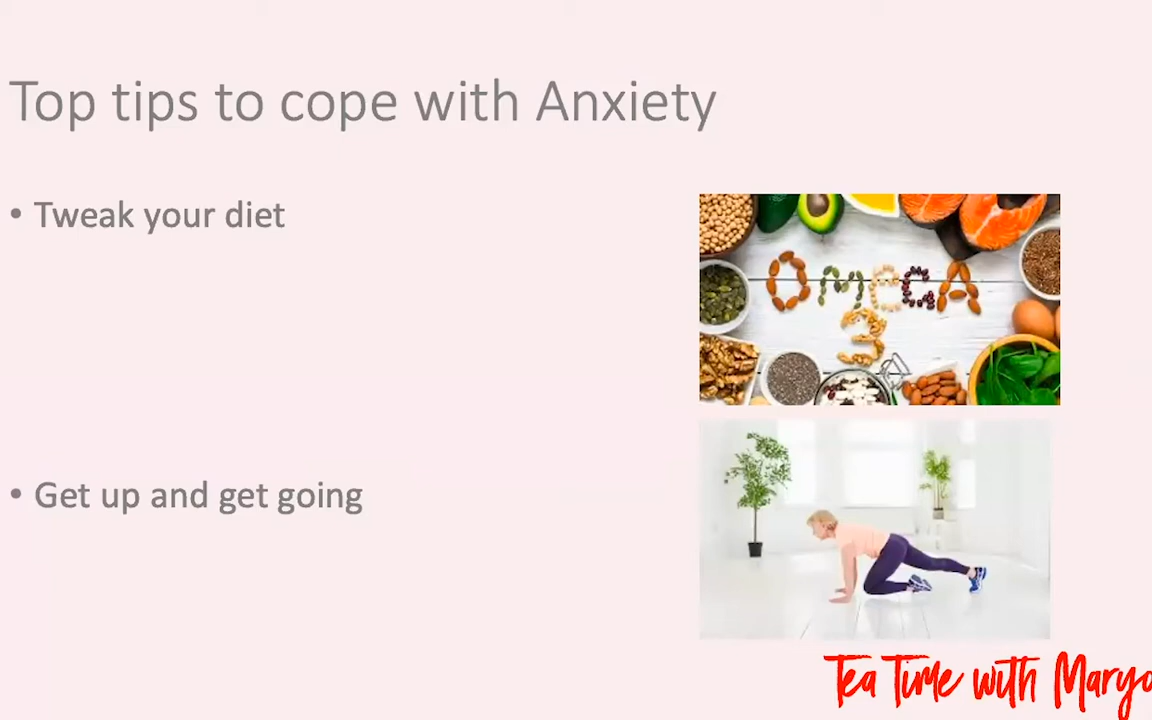 Top tips to cope with Anxiety
• Tweak your diet
OMEGA
3
• Get up and get going
Tea Time with